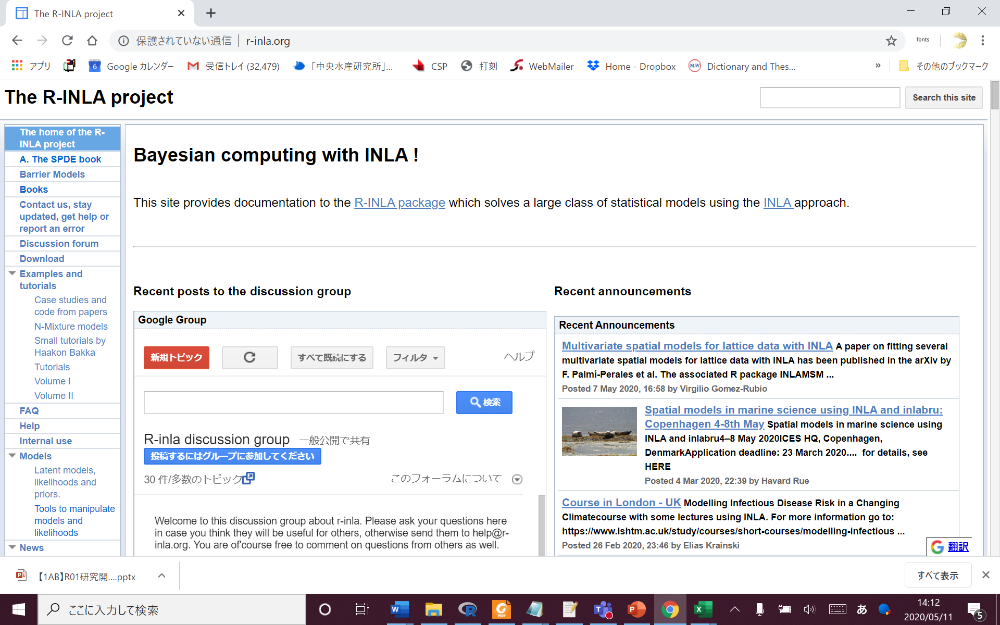 The R-INLA project
保護されていない通信
r-inla.org
fonts
アプリ
6
Google カレンダー
受信トレイ (32,479)
「中央水産研究所」...
CSP
打刻
WebMailer
Home - Dropbox
M-W
Dictionary and Thes...
»
その他のブックマーク
The R-INLA project
Search this site
The home of the R-
INLA project
A. The SPDE book
Barrier Models
Books
Contact us, stay
updated, get help or
report an error
Discussion forum
Download
Examples and
tutorials
Case studies and
code from papers
N-Mixture models
Small tutorials by
Haakon Bakka
Tutorials
Volume I
Volume II
FAQ
Help
Internal use
Models
Latent models,
likelihoods and
priors.
Tools to manipulate
models and
likelihoods
News
Bayesian computing with INLA !
This site provides documentation to the R-INLA package which solves a large class of statistical models using the INLA approach.
Recent posts to the discussion group
Google Group
新規トピック
すべて既読にする
フィルタ
ヘルプ
検索
R-inla discussion group 一般公開で共有
投稿するにはグループに参加してください
30 件/多数のトピック
このフォーラムについて
Welcome to this discussion group about r-inla. Please ask your questions here
in case you think they will be useful for others, otherwise send them to help@r-
inla.org. You are of'course free to comment on questions from others as well.
Recent announcements
Recent Announcements
Multivariate spatial models for lattice data with INLA A paper on fitting several
multivariate spatial models for lattice data with INLA has been published in the arXiv by
F. Palmí-Perales et al. The associated R package INLAMSM ...
Posted 7 May 2020, 16:58 by Virgilio Gomez-Rubio
Spatial models in marine science using INLA and inlabru:
Copenhagen 4-8th May Spatial models in marine science using
INLA and inlabru4–8 May 2020ICES HQ, Copenhagen,
DenmarkApplication deadline: 23 March 2020.... for details, see
HERE
Posted 4 Mar 2020, 22:39 by Havard Rue
Course in London - UK Modelling Infectious Disease Risk in a Changing
Climatecourse with some lectures using INLA. For more information go to:
https://www.lshtm.ac.uk/study/courses/short-courses/modelling-infectious ...
Posted 26 Feb 2020, 23:46 by Elias Krainski
翻訳
【1AB】R01研究開....pptx
すべて表示
ここに入力して検索
あ
14:12
2020/05/11
5